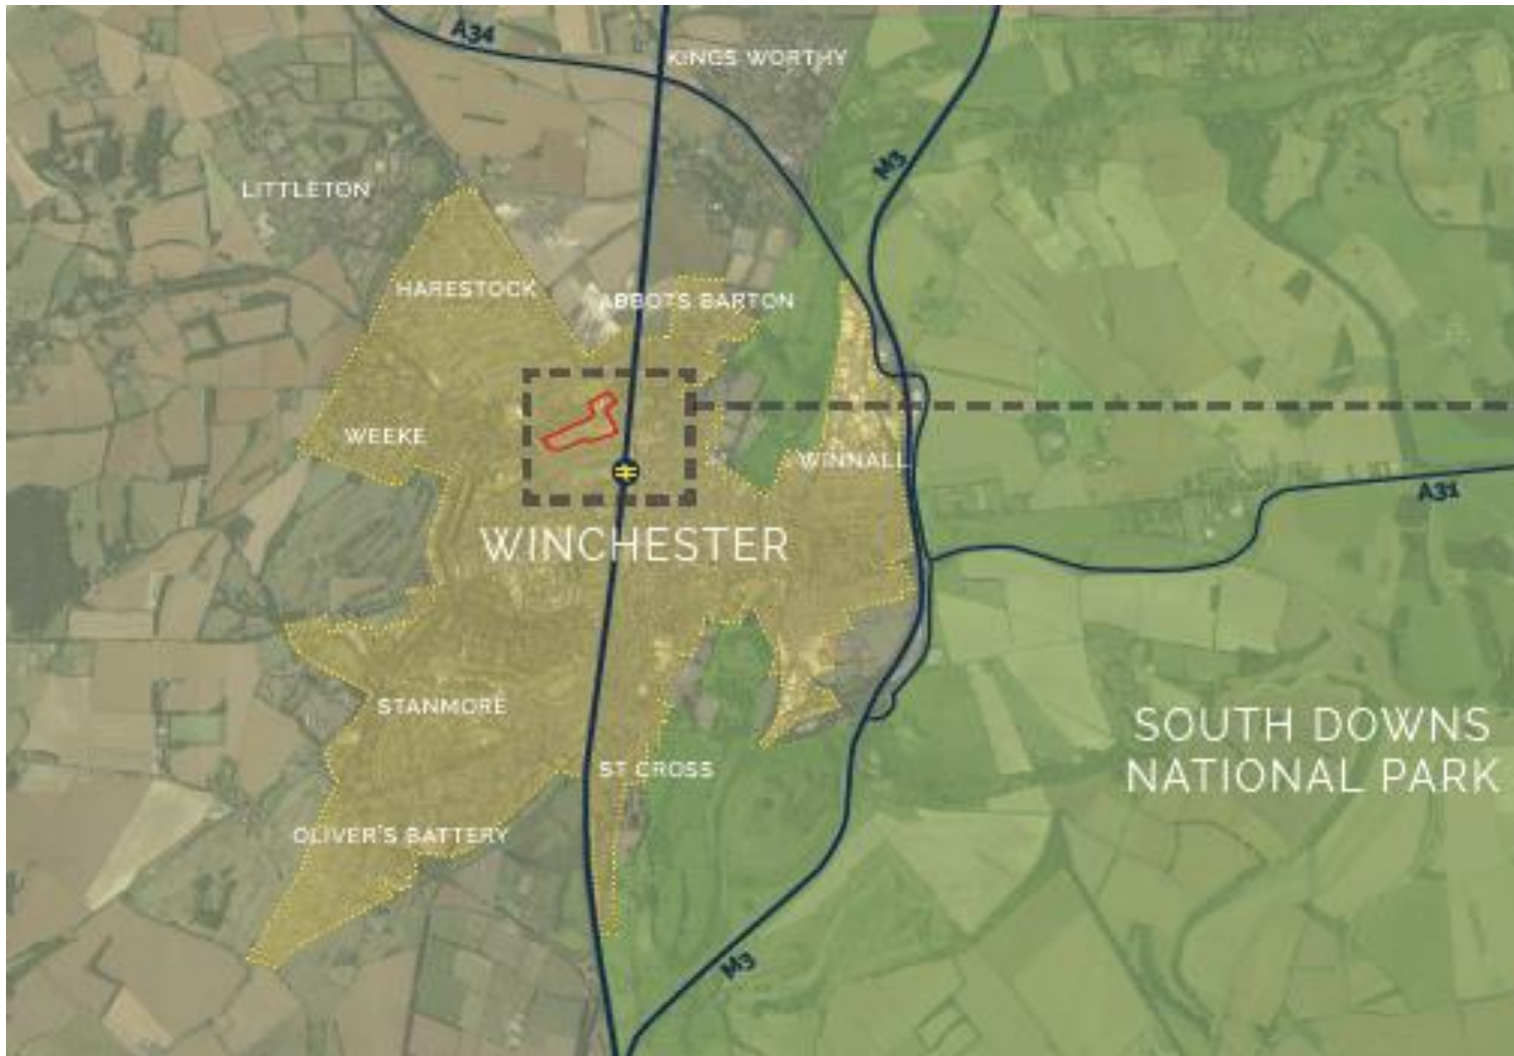 A34
KINGS WORTHY
M3
LITTLETON
HARESTOCK
ABBOTS BARTON
WEEKE
WINNALL
A31
WINCHESTER
STANMORE
SOUTH DOWNS
NATIONAL PARK
ST CROSS
OLIVER'S BATTERY
M3